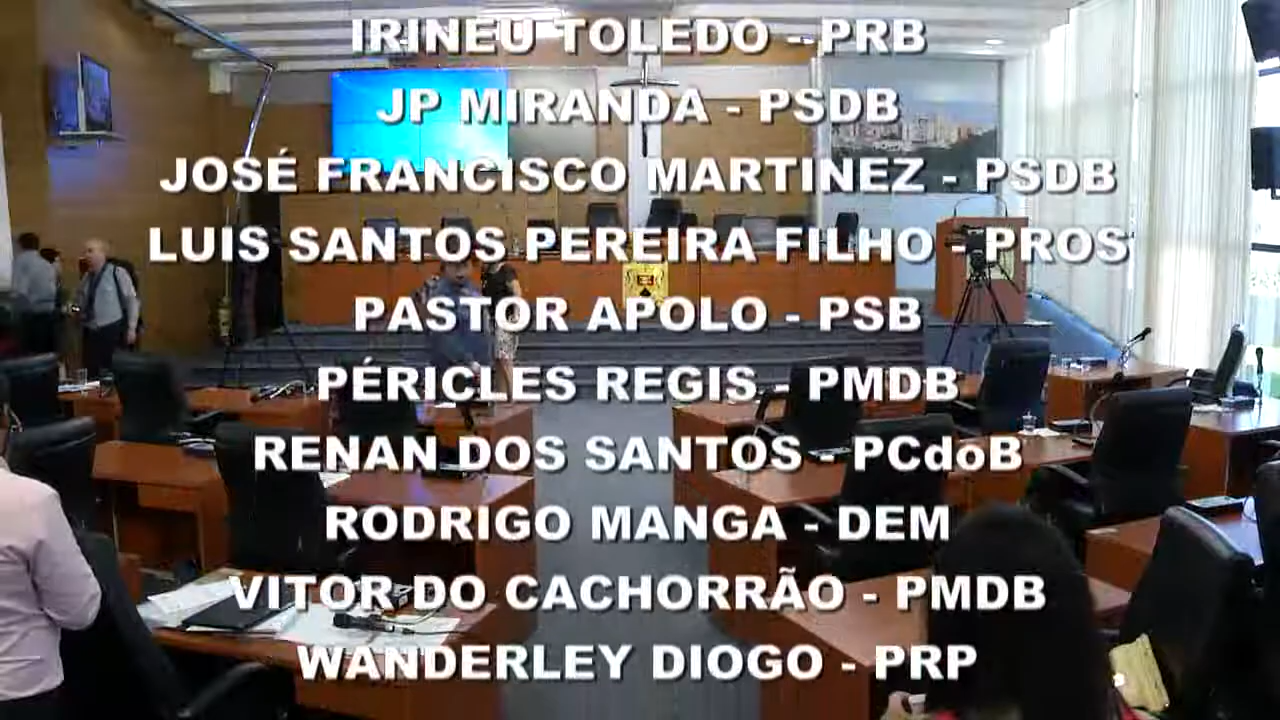 IRINEU TOLEDO - PRB
JP MIRANDA - PSDB
JOSÉ FRANCISCO MARTINEZ - PSDB
LUIS SANTOS PEREIRA FILHO - PROS
PASTOR APOLO - PSB
PÉRICLES REGIS - PMDB
RENAN DOS SANTOS - PCdoB
RODRIGO MANGA - DEM
VITOR DO CACHORRÃO - PMDB
WANDERLEY DIOGO - PRP